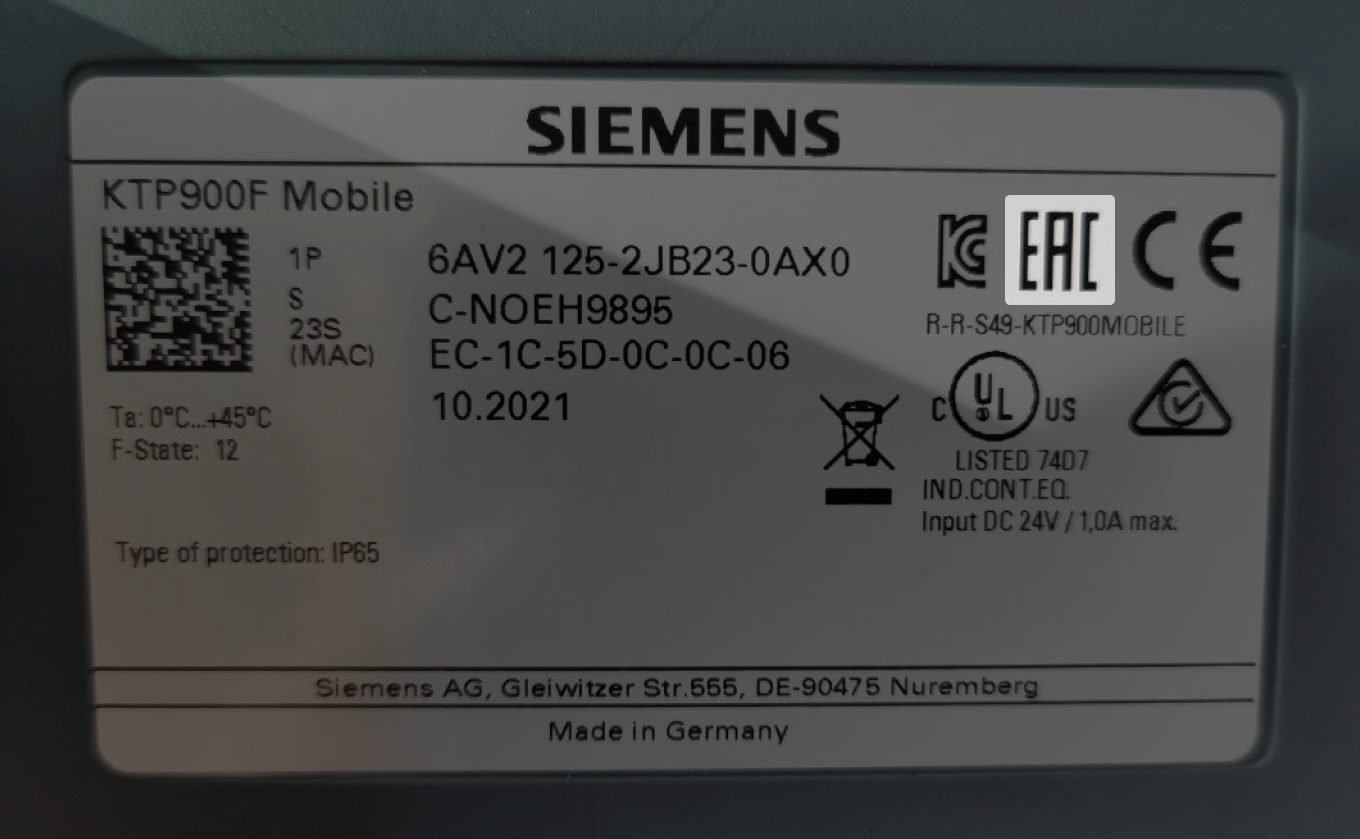 SIEMENS
KTP900F Mobile
1P 6AV2 125-2JB23-0AX0
S C-NOEH9895
23S
(MAC) EC-1C-5D-0C-0C-06
10.2021
Ta: 0°C...+45°C
F-State: 12
Type of protection: IP65
KC EAC CE
R-R-S49-KTP900MOBILE
C UL US
LISTED 74D7
IND.CONT.EQ.
Input DC 24V / 1,0A max.
Siemens AG, Gleiwitzer Str.555, DE-90475 Nuremberg
Made in Germany